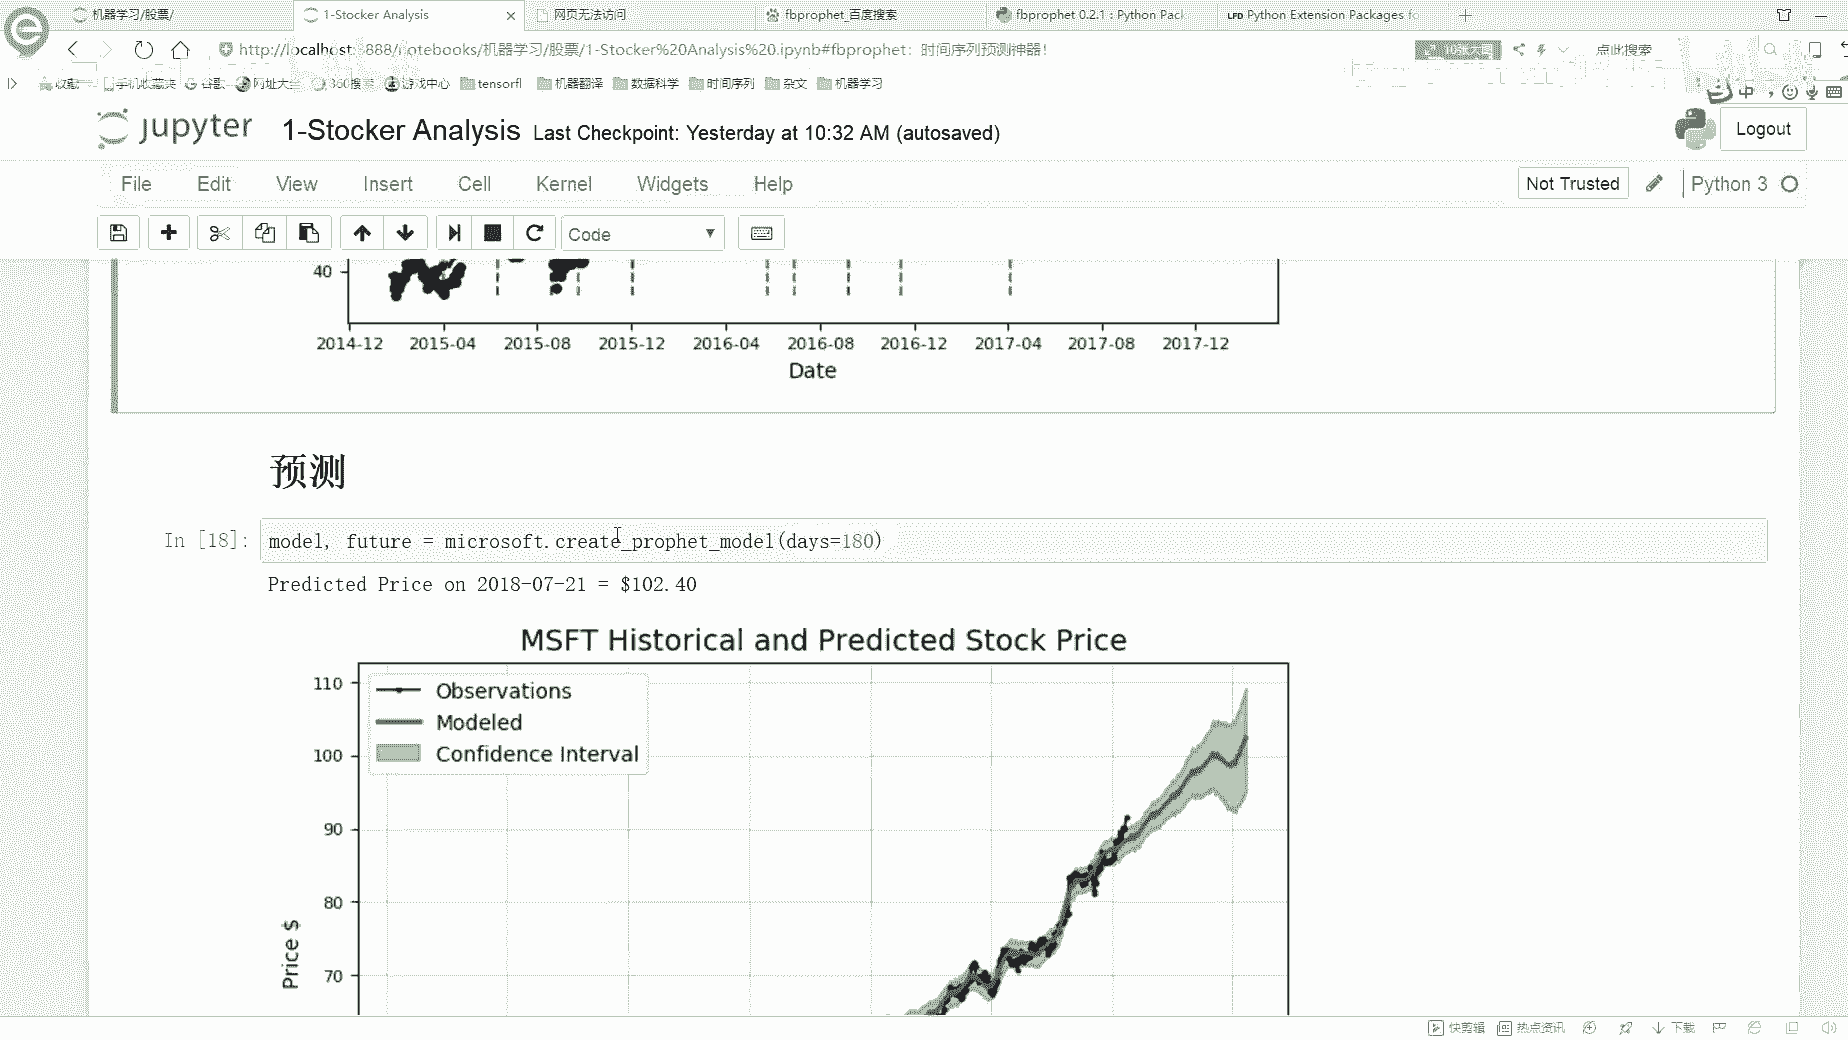 机器学习/股票/
1-Stocker Analysis
网页无法访问
fbprophet_百度搜索
fbprophet 0.2.1 : Python Pack
LFD Python Extension Packages fo
http://localhost:8888/notebooks/机器学习/股票/1-Stocker%20Analysis%20.ipynb#fbprophet：时间序列预测神器！
点此搜索
收藏
手机收藏夹
谷歌
网址大全
360搜索
游戏中心
tensorfl
机器翻译
数据科学
时间序列
杂文
机器学习
中
jupyter
1-Stocker Analysis Last Checkpoint: Yesterday at 10:32 AM (autosaved)
Logout
File Edit View Insert Cell Kernel Widgets Help
Not Trusted
Python 3
Code
40
2014-12 2015-04 2015-08 2015-12 2016-04 2016-08 2016-12 2017-04 2017-08 2017-12
Date
预测
In [18]: model, future = microsoft.create_prophet_model(days=180)
Predicted Price on 2018-07-21 = $102.40
MSFT Historical and Predicted Stock Price
Observations
Modeled
Confidence Interval
110
100
90
80
70
Price $
快剪辑
热点资讯
下载